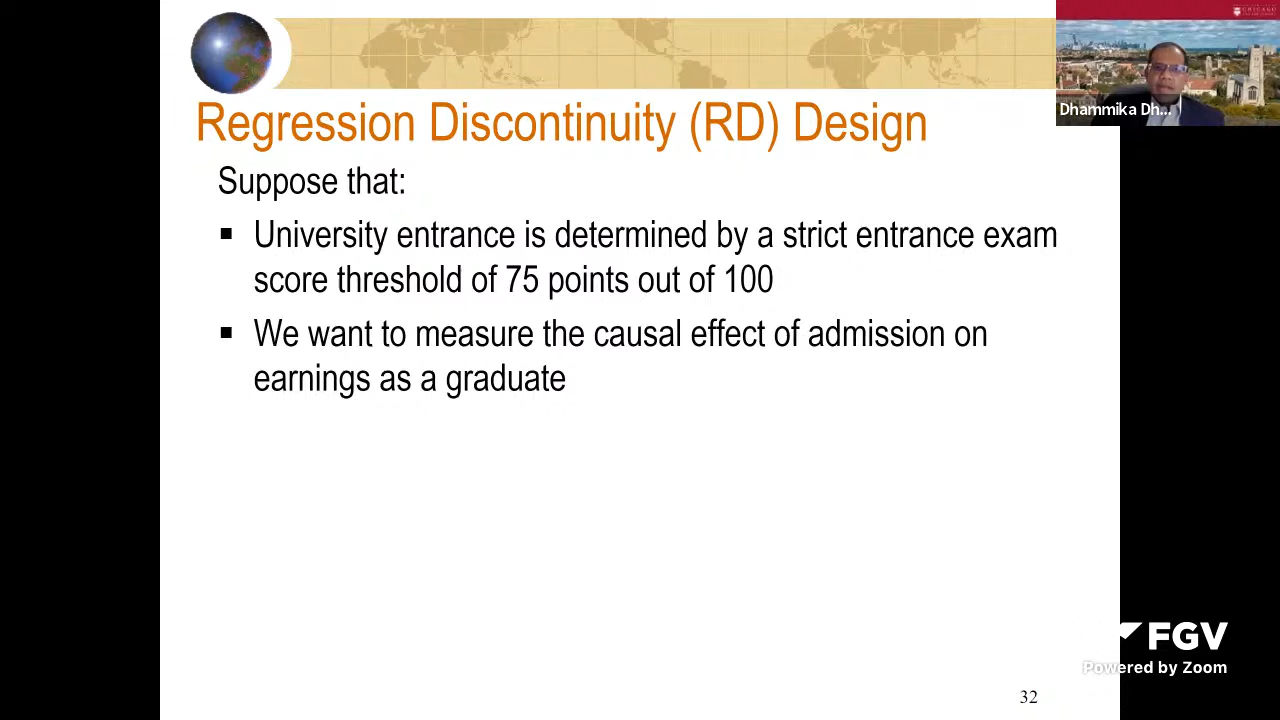 CHICAGO
Dhammika Dh...
Regression Discontinuity (RD) Design
Suppose that:
▪ University entrance is determined by a strict entrance exam
score threshold of 75 points out of 100
▪ We want to measure the causal effect of admission on
earnings as a graduate
FGV
Powered by Zoom
32